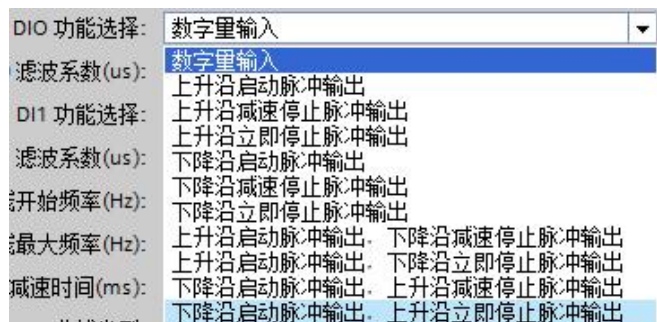 DI0 功能选择: 数字量输入
滤波系数(us): 数字量输入
上升沿启动脉冲输出
DI1 功能选择: 上升沿减速停止脉冲输出
上升沿立即停止脉冲输出
滤波系数(us): 下降沿启动脉冲输出
下降沿减速停止脉冲输出
开始频率(Hz): 下降沿立即停止脉冲输出
上升沿启动脉冲输出，下降沿减速停止脉冲输出
最大频率(Hz): 上升沿启动脉冲输出，下降沿立即停止脉冲输出
减速时间(ms): 下降沿启动脉冲输出，上升沿减速停止脉冲输出
下降沿启动脉冲输出，上升沿立即停止脉冲输出